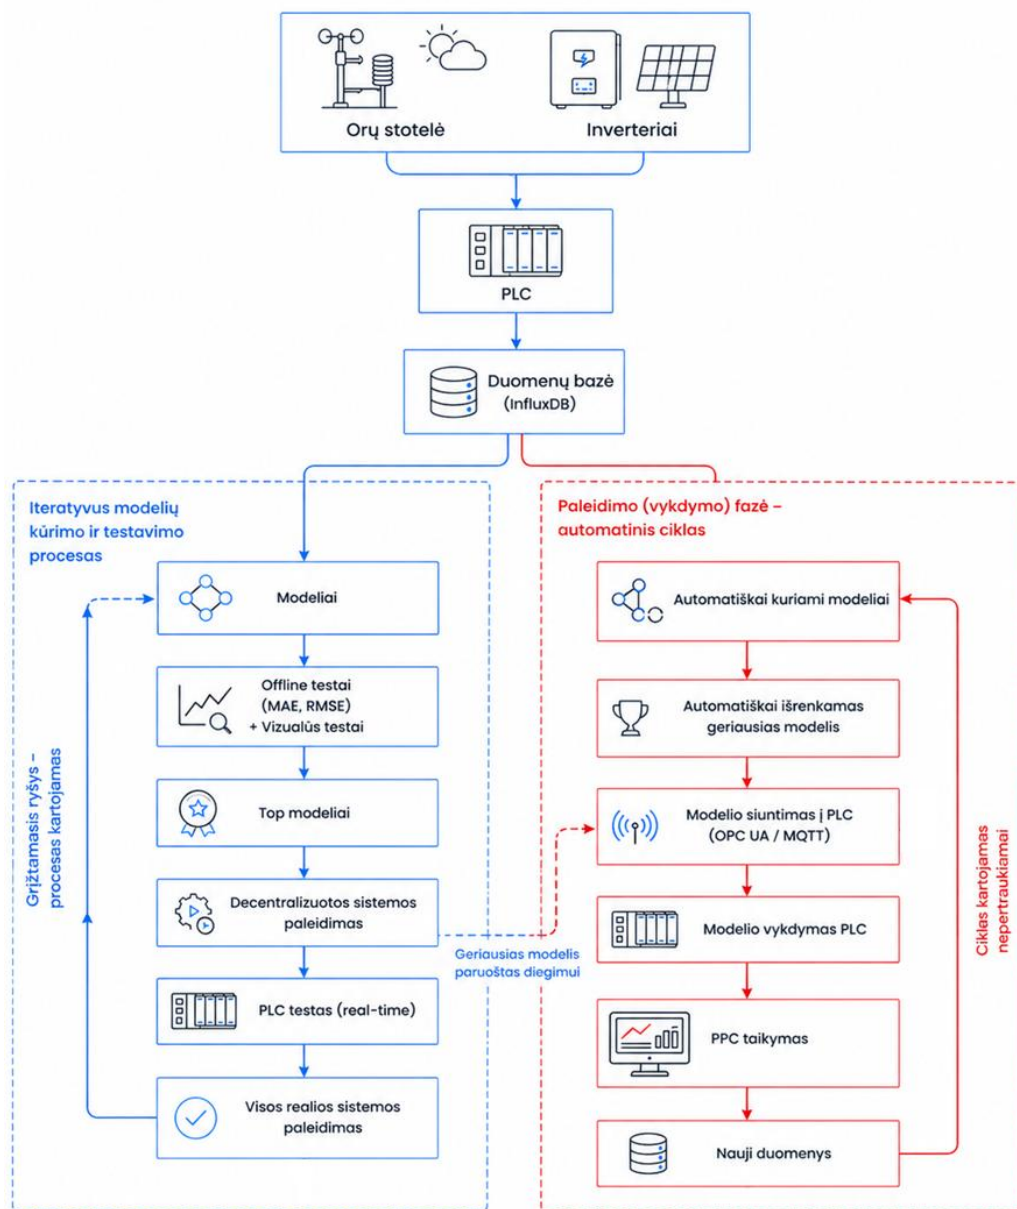 Orų stotelė
Inverteriai
PLC
Duomenų bazė
(InfluxDB)
Iteratyvus modelių
kūrimo ir testavimo
procesas
Modeliai
Offline testai
(MAE, RMSE)
+ Vizualūs testai
Top modeliai
Decentralizuotos sistemos
paleidimas
PLC testas (real-time)
Visos realios sistemos
paleidimas
Grįžtamasis ryšys –
procesas kartojamas
Geriausias modelis
paruoštas diegimui
Paleidimo (vykdymo) fazė –
automatinis ciklas
Automatiškai kuriami modeliai
Automatiškai išrenkamas
geriausias modelis
Modelio siuntimas į PLC
(OPC UA / MQTT)
Modelio vykdymas PLC
PPC taikymas
Nauji duomenys
Ciklas kartojamas
nepertraukiamai